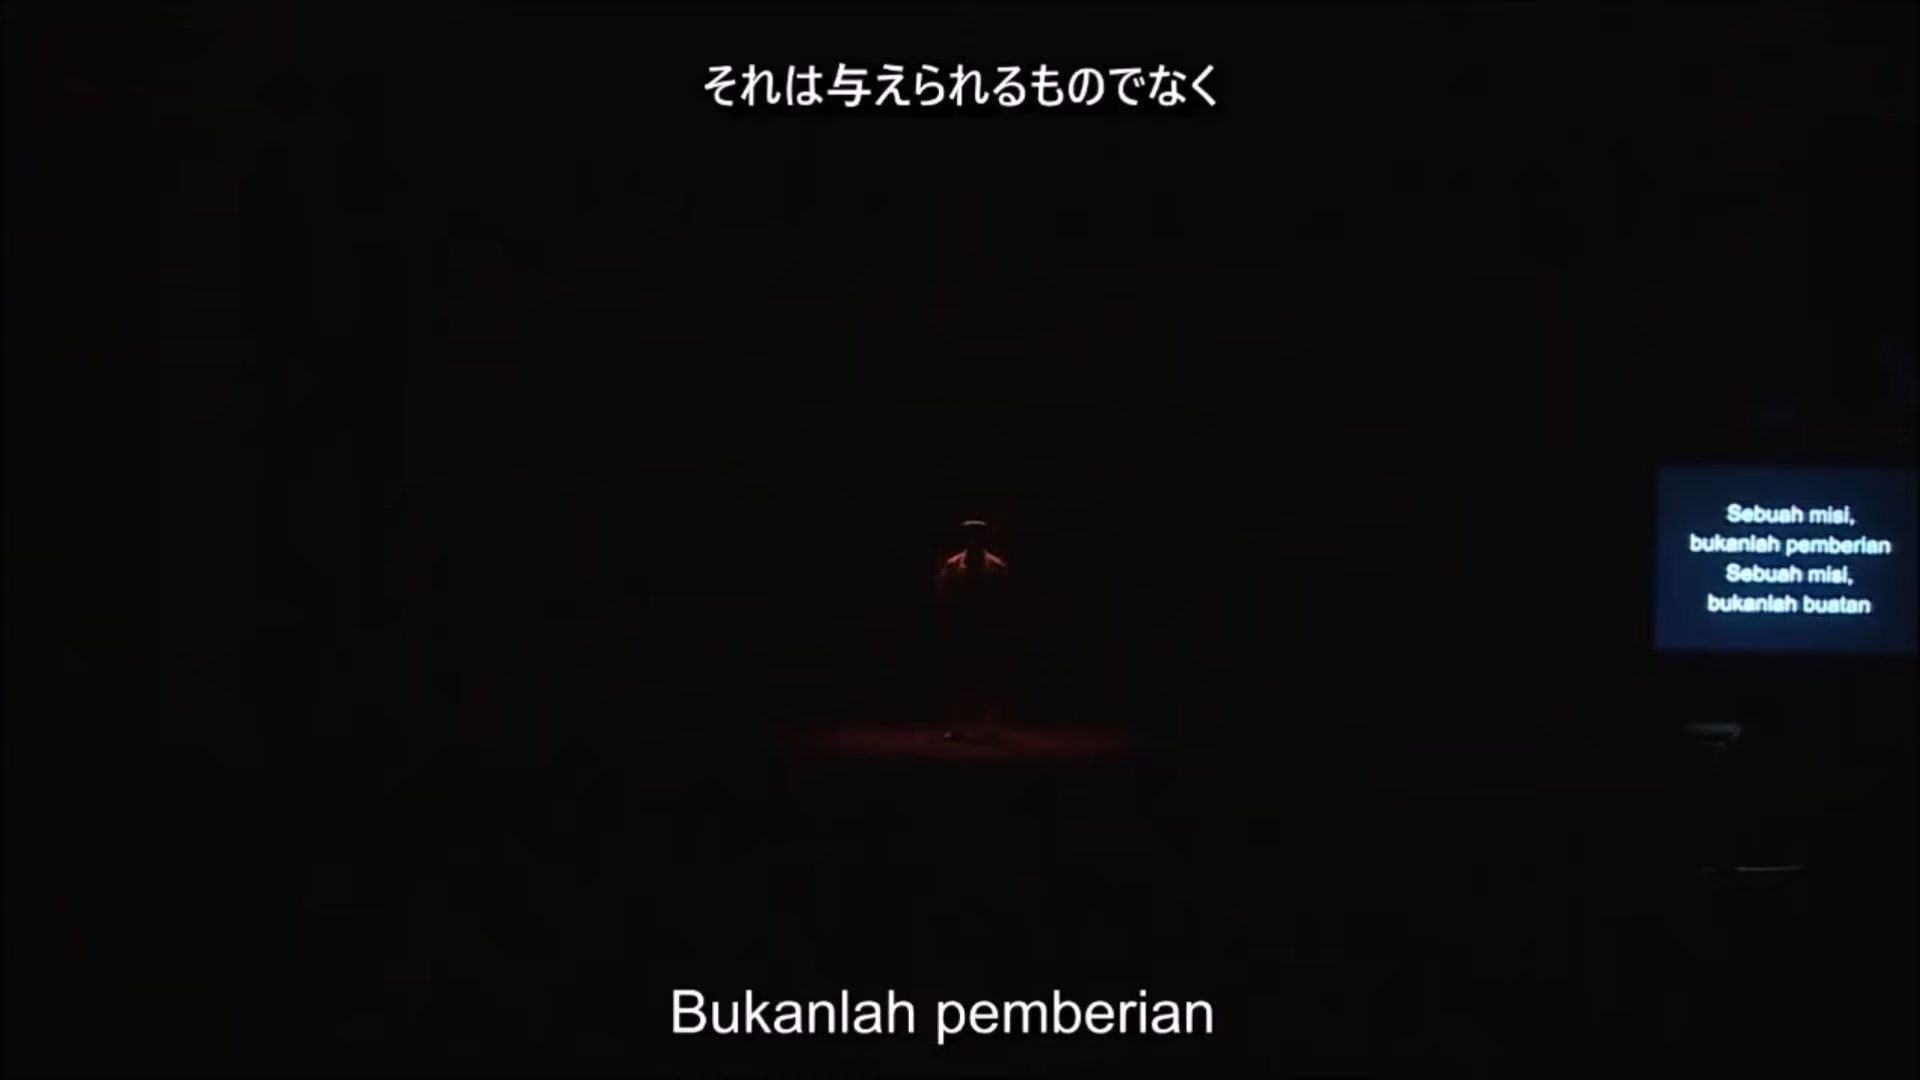 それは与えられるものでなく
Sebuah misi,
bukanlah pemberian
Sebuah misi,
bukanlah buatan
Bukanlah pemberian